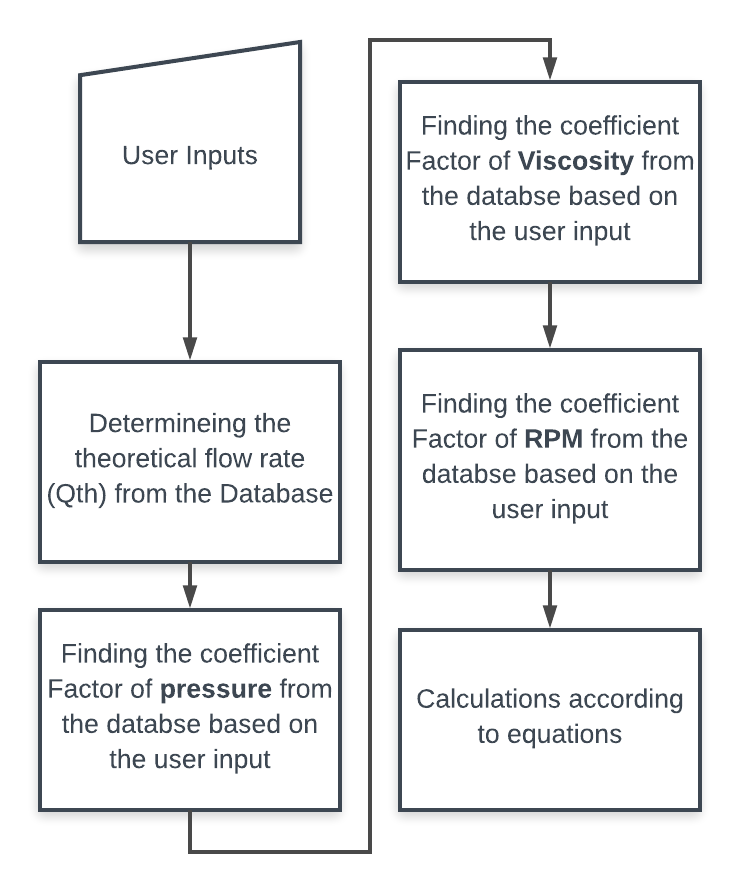 User Inputs
Determineing the
theoretical flow rate
(Qth) from the Database
Finding the coefficient
Factor of pressure from
the databse based on
the user input
Finding the coefficient
Factor of Viscosity from
the databse based on
the user input
Finding the coefficient
Factor of RPM from the
databse based on the
user input
Calculations according
to equations